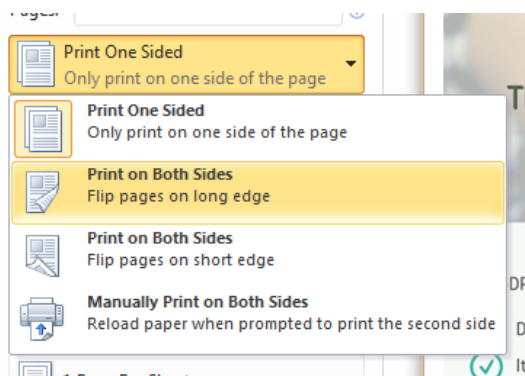 Pages:
Print One Sided
Only print on one side of the page
T
Print One Sided
Only print on one side of the page
Print on Both Sides
Flip pages on long edge
Print on Both Sides
Flip pages on short edge
DP
Manually Print on Both Sides
Reload paper when prompted to print the second side
D
It